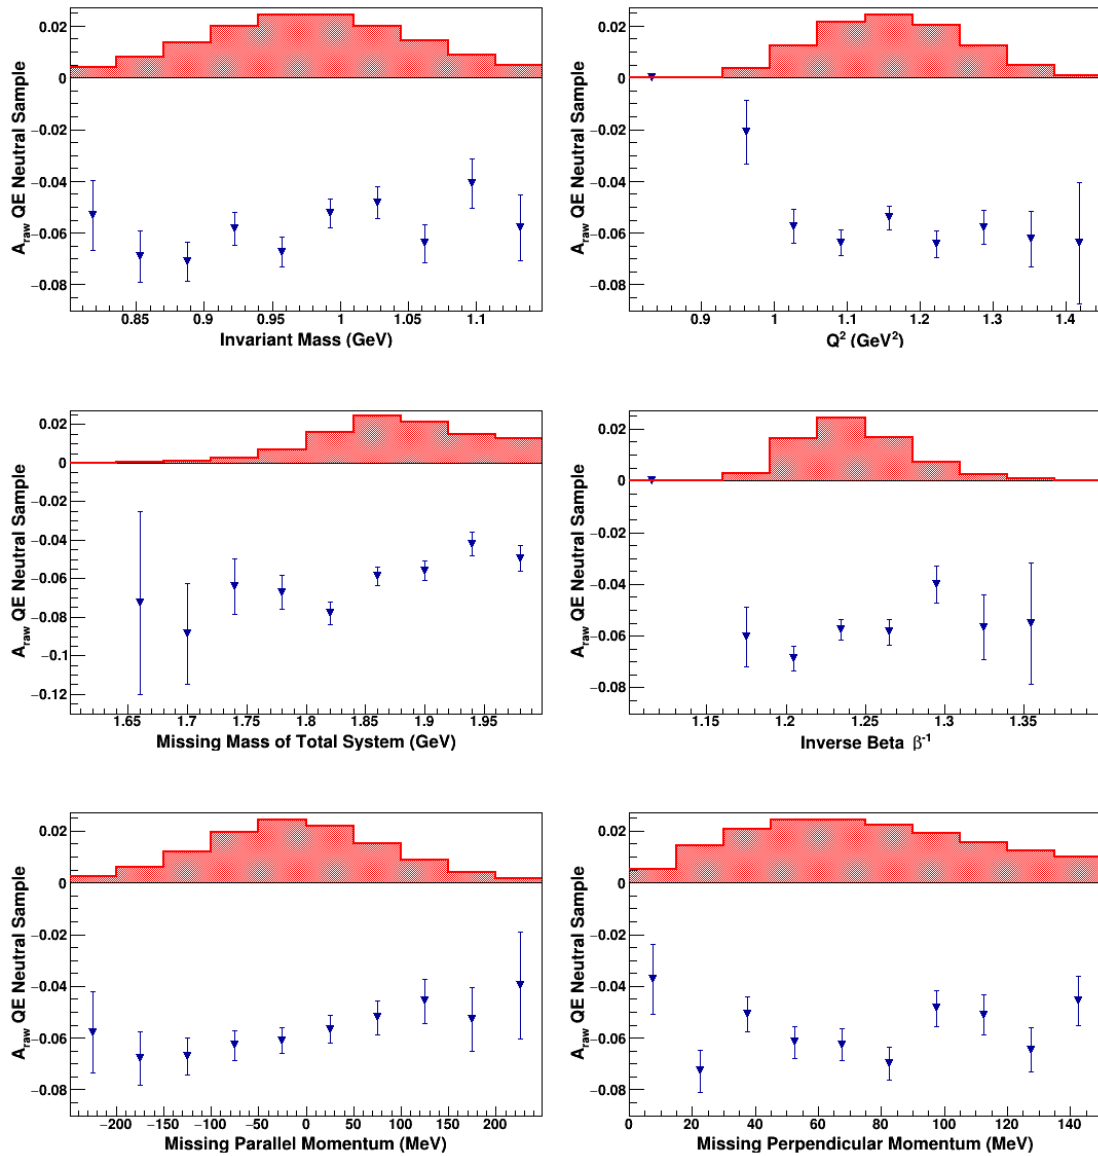 A_raw QE Neutral Sample
0.02
0
−0.02
−0.04
−0.06
−0.08
0.85 0.9 0.95 1 1.05 1.1
Invariant Mass (GeV)
A_raw QE Neutral Sample
0.02
0
−0.02
−0.04
−0.06
−0.08
0.9 1 1.1 1.2 1.3 1.4
Q² (GeV²)
A_raw QE Neutral Sample
0.02
0
−0.02
−0.04
−0.06
−0.08
−0.1
−0.12
1.65 1.7 1.75 1.8 1.85 1.9 1.95
Missing Mass of Total System (GeV)
A_raw QE Neutral Sample
0.02
0
−0.02
−0.04
−0.06
−0.08
1.15 1.2 1.25 1.3 1.35
Inverse Beta β⁻¹
A_raw QE Neutral Sample
0.02
0
−0.02
−0.04
−0.06
−0.08
−200 −150 −100 −50 0 50 100 150 200
Missing Parallel Momentum (MeV)
A_raw QE Neutral Sample
0.02
0
−0.02
−0.04
−0.06
−0.08
0 20 40 60 80 100 120 140
Missing Perpendicular Momentum (MeV)